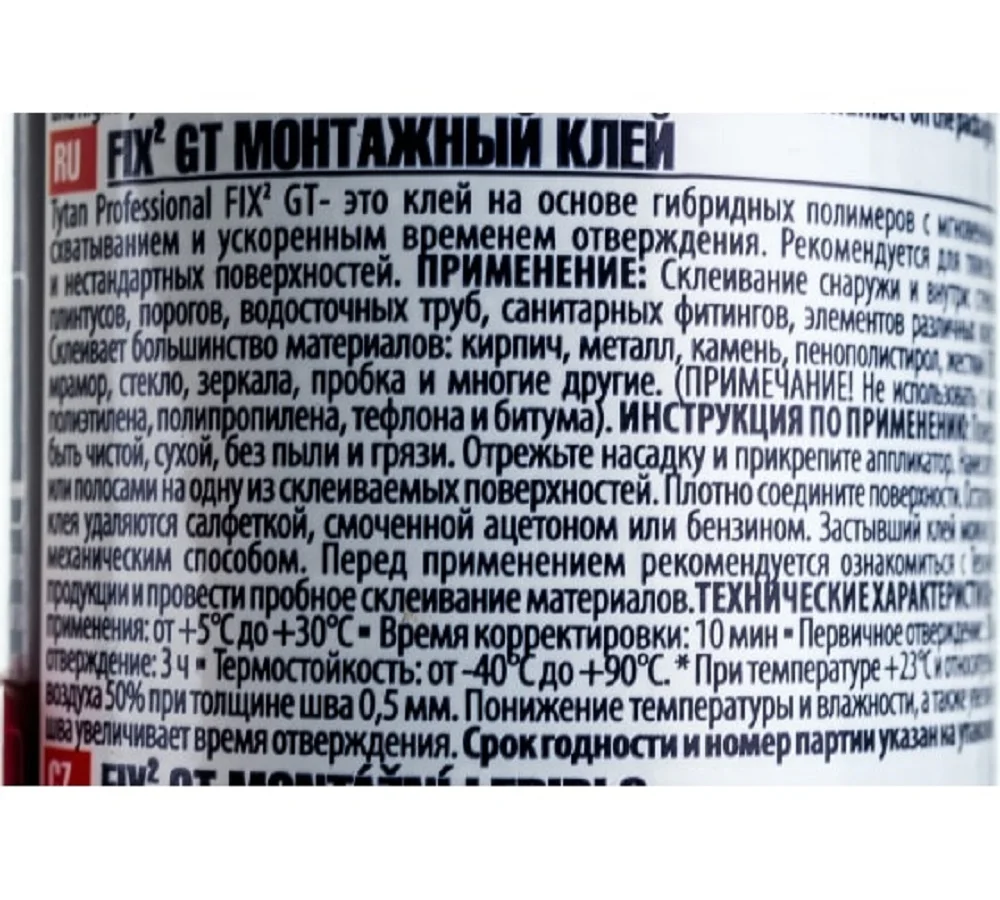 RU FIX² GT МОНТАЖНЫЙ КЛЕЙ
Tytan Professional FIX² GT- это клей на основе гибридных полимеров с
схватыванием и ускоренным временем отверждения. Рекомендуется для
и нестандартных поверхностей. ПРИМЕНЕНИЕ: Склеивание снаружи и внутри
плинтусов, порогов, водосточных труб, санитарных фитингов, элементов различных
Склеивает большинство материалов: кирпич, металл, камень, пенополистирол,
мрамор, стекло, зеркала, пробка и многие другие. (ПРИМЕЧАНИЕ! Не использовать
полиэтилена, полипропилена, тефлона и битума). ИНСТРУКЦИЯ ПО ПРИМЕНЕНИЮ:
быть чистой, сухой, без пыли и грязи. Отрежьте насадку и прикрепите аппликатор.
или полосами на одну из склеиваемых поверхностей. Плотно соедините поверхности.
клея удаляются салфеткой, смоченной ацетоном или бензином. Застывший клей
механическим способом. Перед применением рекомендуется ознакомиться с
продукции и провести пробное склеивание материалов. ТЕХНИЧЕСКИЕ
применения: от +5°C до +30°C ▪ Время корректировки: 10 мин ▪ Первичное
отверждение: 3 ч ▪ Термостойкость: от -40°C до +90°C. * При температуре +23°C и
воздуха 50% при толщине шва 0,5 мм. Понижение температуры и влажности, а также
шва увеличивает время отверждения. Срок годности и номер партии указан на
CZ FIX² GT